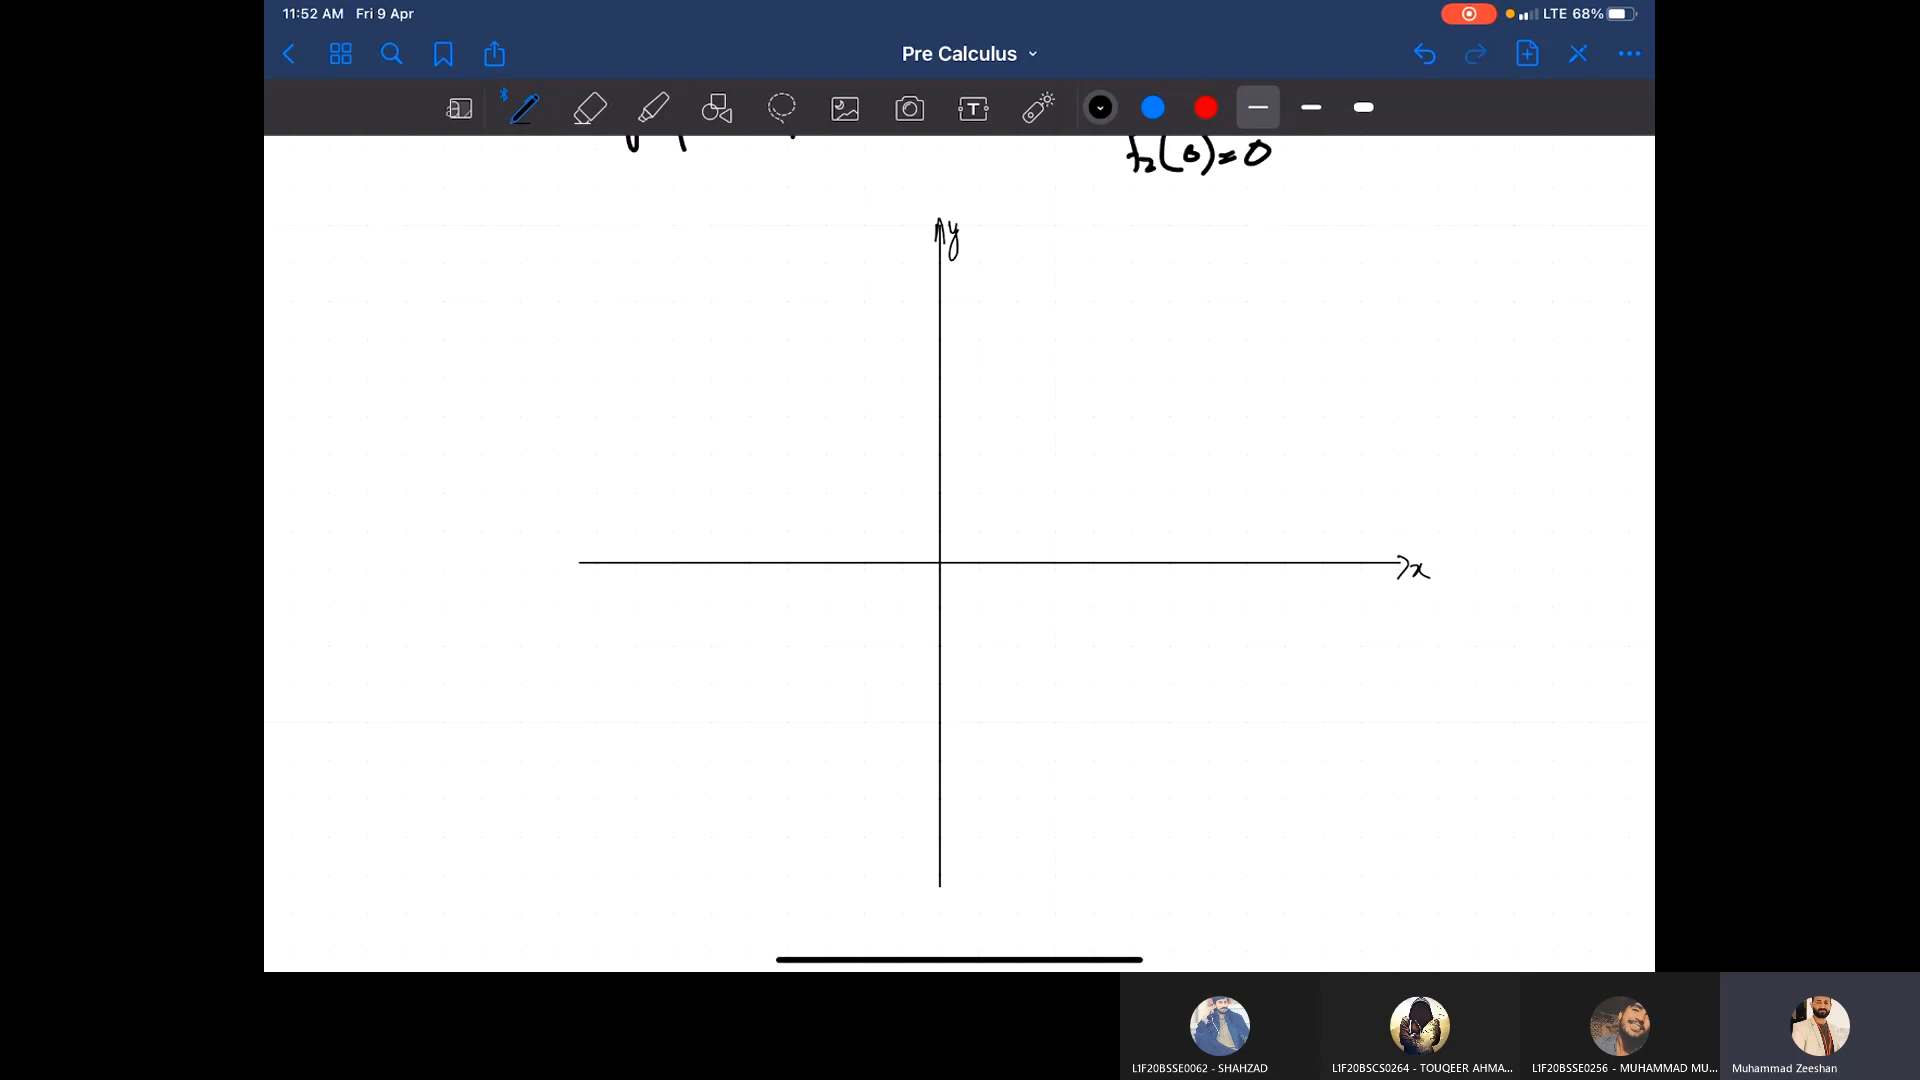 11:52 AM Fri 9 Apr
LTE 68%
Pre Calculus
T
f₂(0)=0
y
x
L1F20BSSE0062 - SHAHZAD
L1F20BSCS0264 - TOUQEER AHMA...
L1F20BSSE0256 - MUHAMMAD MU...
Muhammad Zeeshan